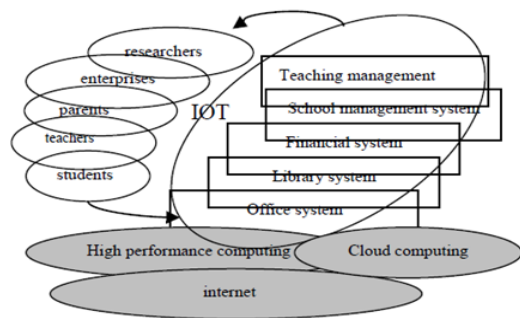 researchers
enterprises
parents
teachers
students
IOT
Teaching management
School management system
Financial system
Library system
Office system
High performance computing
Cloud computing
internet